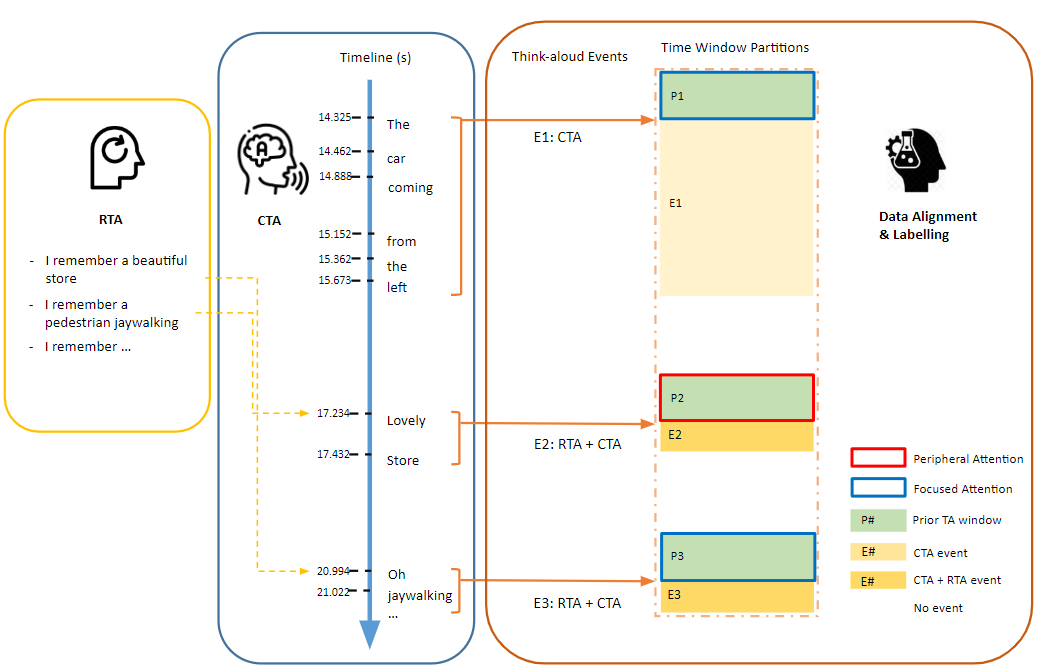 RTA
- I remember a beautiful
store
- I remember a
pedestrian jaywalking
- I remember ...
A
CTA
Timeline (s)
14.325
The
14.462
car
14.888
coming
15.152
from
15.362
the
15.673
left
17.234
Lovely
17.432
Store
20.994
Oh
21.022
jaywalking
...
Think-aloud Events
E1: CTA
E2: RTA + CTA
E3: RTA + CTA
Time Window Partitions
P1
E1
P2
E2
P3
E3
Data Alignment
& Labelling
Peripheral Attention
Focused Attention
P# Prior TA window
E# CTA event
E# CTA + RTA event
No event